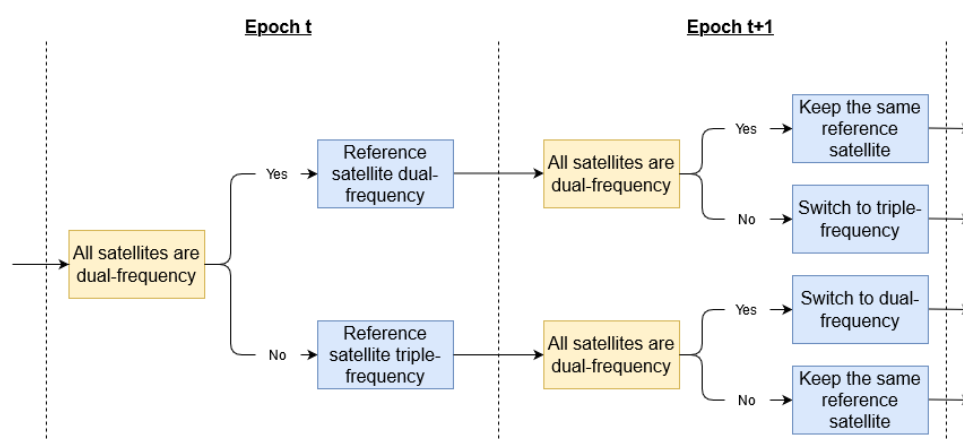 Epoch t
Epoch t+1
All satellites are
dual-frequency
Yes
Reference
satellite dual-
frequency
No
Reference
satellite triple-
frequency
All satellites are
dual-frequency
Yes
Keep the same
reference
satellite
No
Switch to triple-
frequency
All satellites are
dual-frequency
Yes
Switch to dual-
frequency
No
Keep the same
reference
satellite